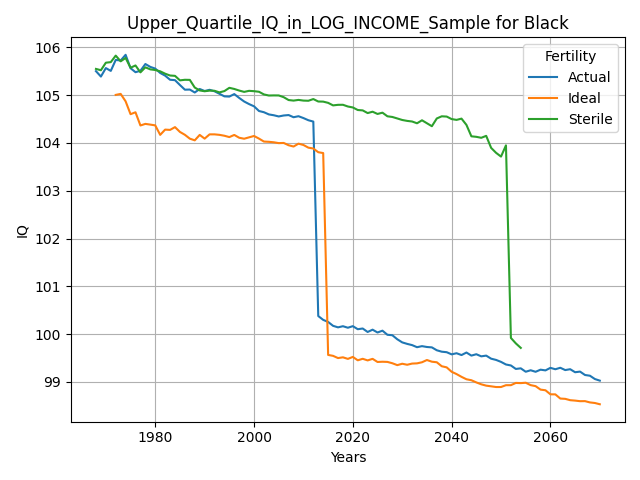 Upper_Quartile_IQ_in_LOG_INCOME_Sample for Black
Fertility
Actual
Ideal
Sterile
IQ
106
105
104
103
102
101
100
99
1980
2000
2020
2040
2060
Years